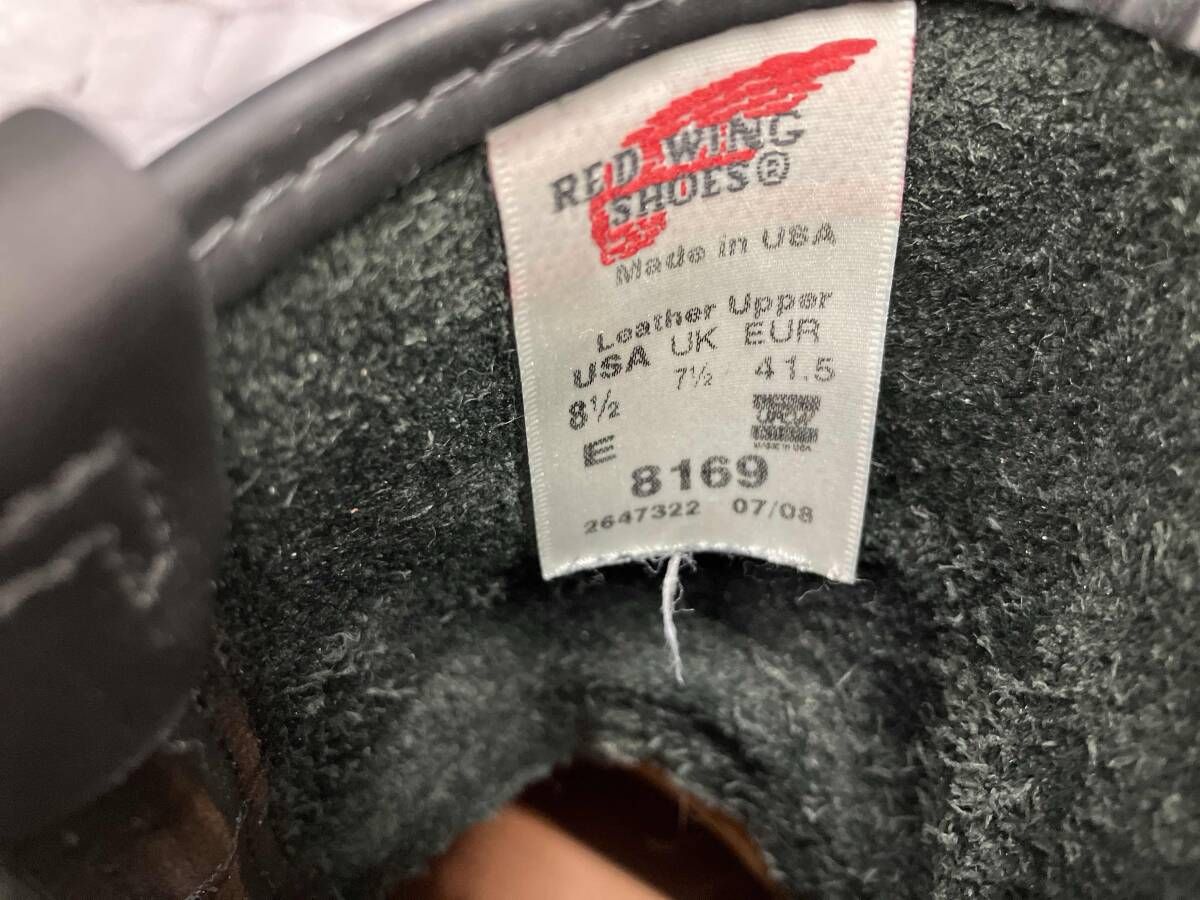 RED WING
SHOES®
Made in USA
Leather Upper
USA UK EUR
8½ 7½ 41.5
E
8169
2647322 07/08